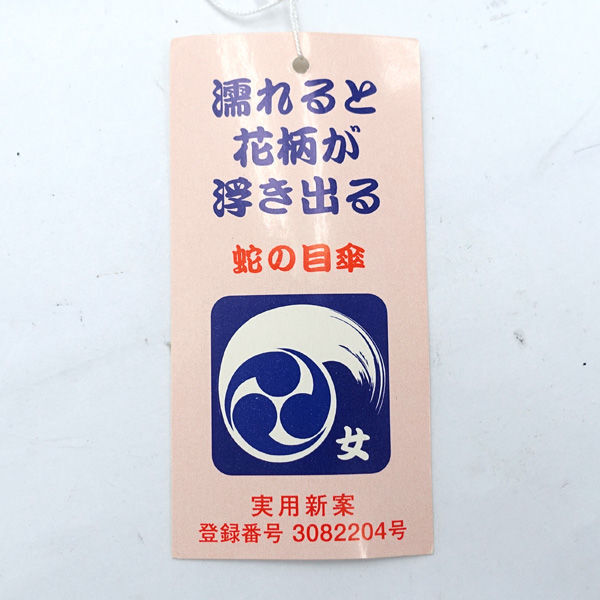 濡れると
花柄が
浮き出る
蛇の目傘
女
実用新案
登録番号 3082204号